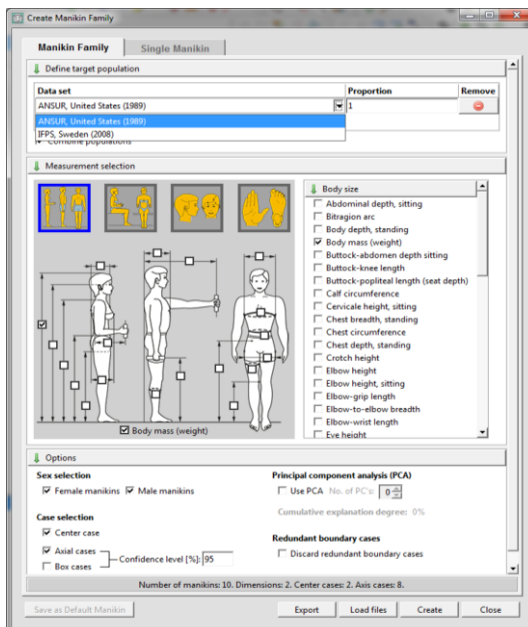 Create Manikin Family
Manikin Family Single Manikin
Define target population
Data set Proportion Remove
ANSUR, United States (1989) 1
ANSUR, United States (1989)
IFPS, Sweden (2008)
Combine populations
Measurement selection
Body size
Abdominal depth, sitting
Bitragion arc
Body depth, standing
Body mass (weight)
Buttock-abdomen depth sitting
Buttock-knee length
Buttock-popliteal length (seat depth)
Calf circumference
Cervicale height, sitting
Chest breadth, standing
Chest circumference
Chest depth, standing
Crotch height
Elbow height
Elbow height, sitting
Elbow-grip length
Elbow-to-elbow breadth
Elbow-wrist length
Eye height
Body mass (weight)
Options
Sex selection
Female manikins Male manikins
Case selection
Center case
Axial cases
Box cases
Confidence level [%]: 95
Principal component analysis (PCA)
Use PCA No. of PC's: 0
Cumulative explanation degree: 0%
Redundant boundary cases
Discard redundant boundary cases
Number of manikins: 10. Dimensions: 2. Center cases: 2. Axis cases: 8.
Save as Default Manikin Export Load files Create Close